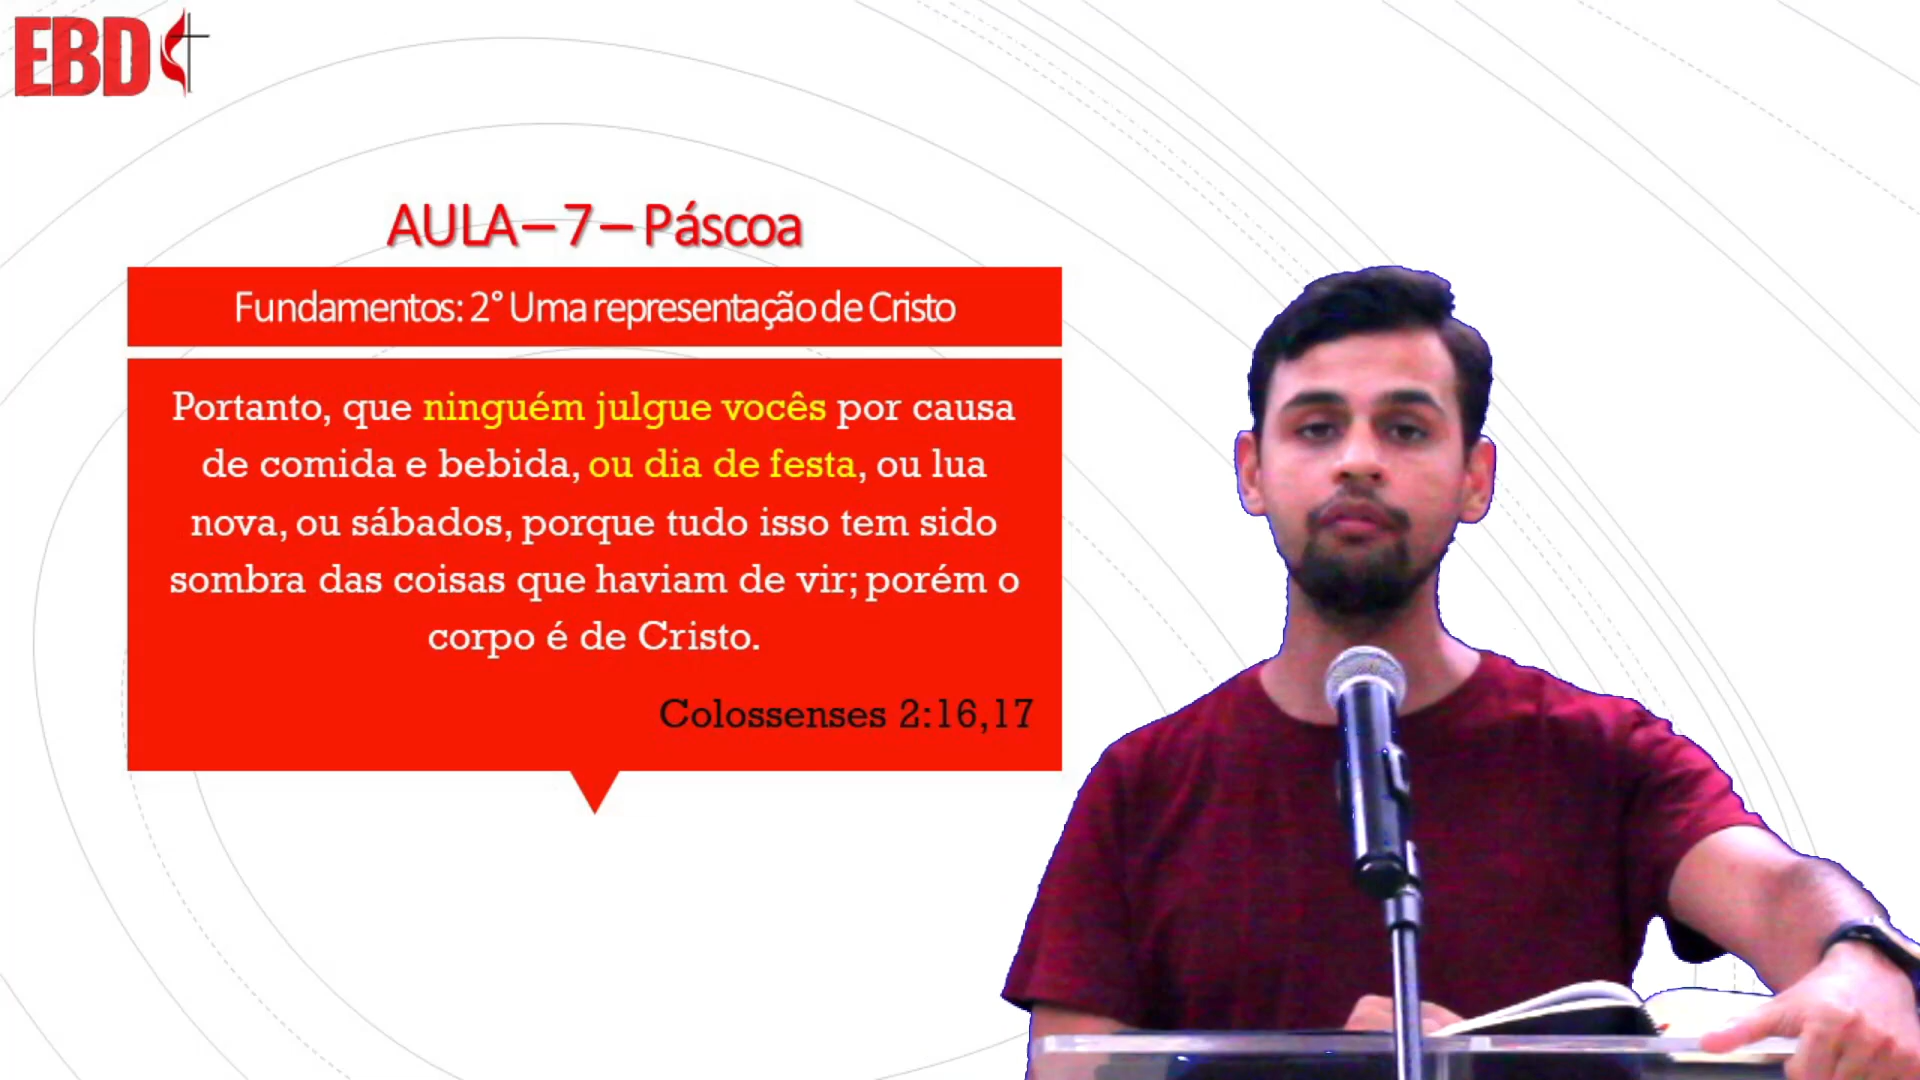 EBD
AULA – 7 – Páscoa
Fundamentos: 2° Uma representação de Cristo
Portanto, que ninguém julgue vocês por causa
de comida e bebida, ou dia de festa, ou lua
nova, ou sábados, porque tudo isso tem sido
sombra das coisas que haviam de vir; porém o
corpo é de Cristo.
Colossenses 2:16,17